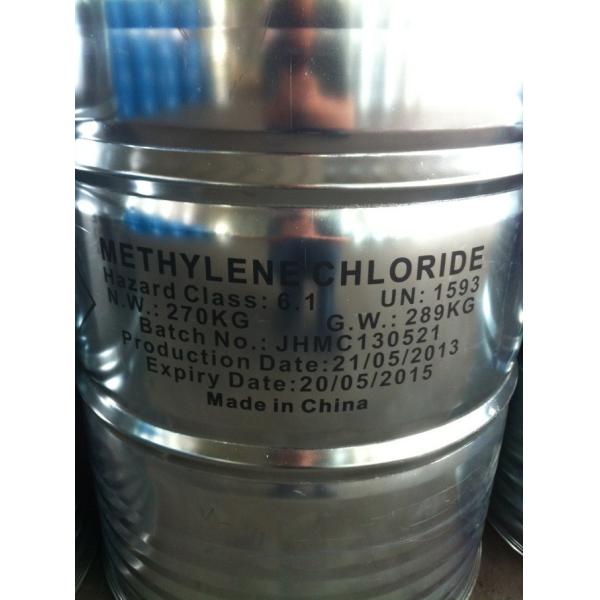 METHYLENE CHLORIDE
Hazard Class: 6.1 UN: 1593
N.W.: 270KG G.W.: 289KG
Batch No.: JHMC130521
Production Date:21/05/2013
Expiry Date:20/05/2015
Made in China